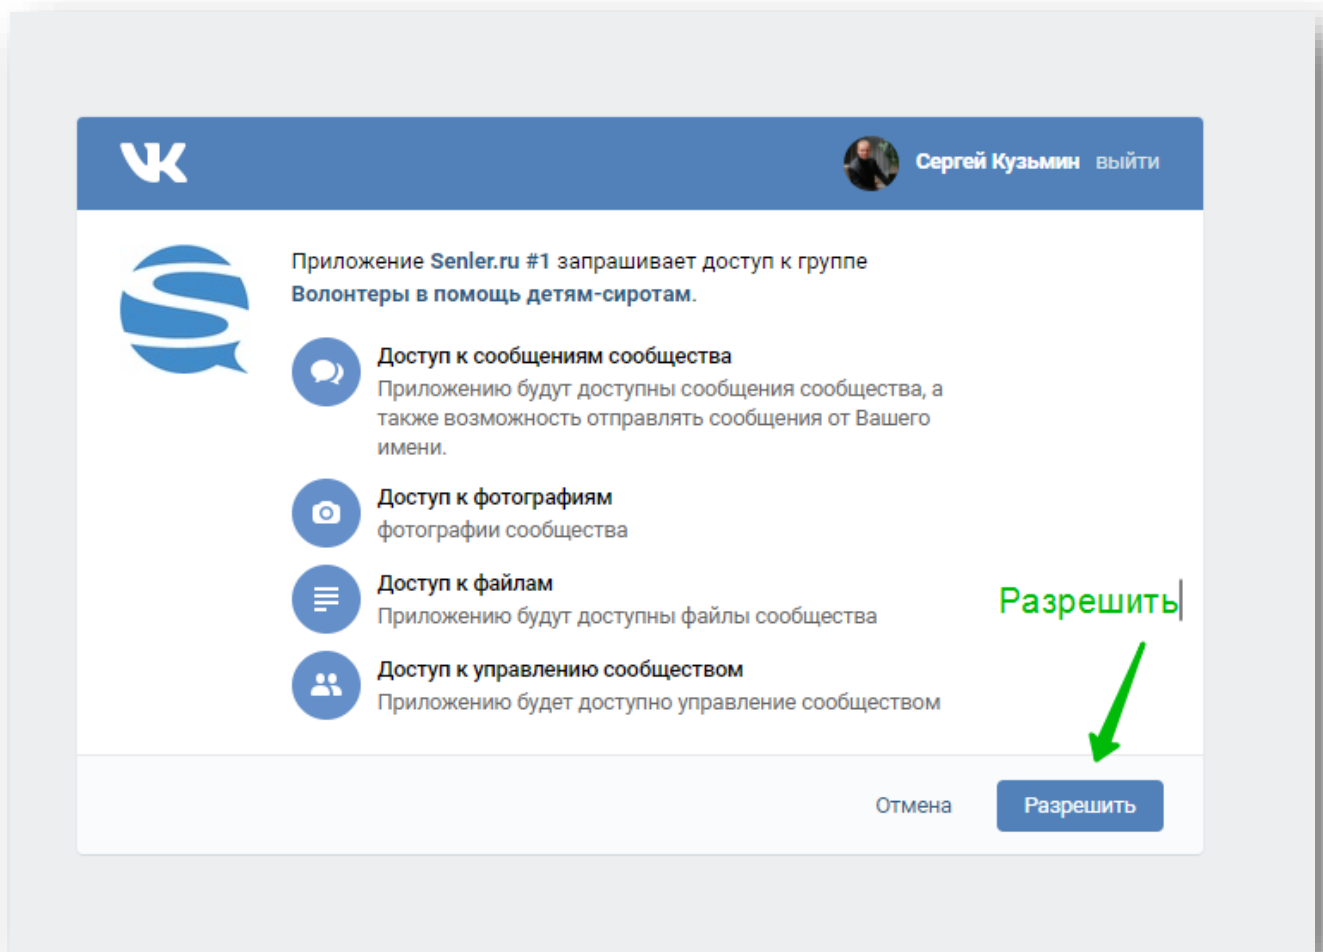 VK
Сергей Кузьмин выйти
Приложение Senler.ru #1 запрашивает доступ к группе
Волонтеры в помощь детям-сиротам.
Доступ к сообщениям сообщества
Приложению будут доступны сообщения сообщества, а
также возможность отправлять сообщения от Вашего
имени.
Доступ к фотографиям
фотографии сообщества
Доступ к файлам
Приложению будут доступны файлы сообщества
Разрешить
Доступ к управлению сообществом
Приложению будет доступно управление сообществом
Отмена Разрешить